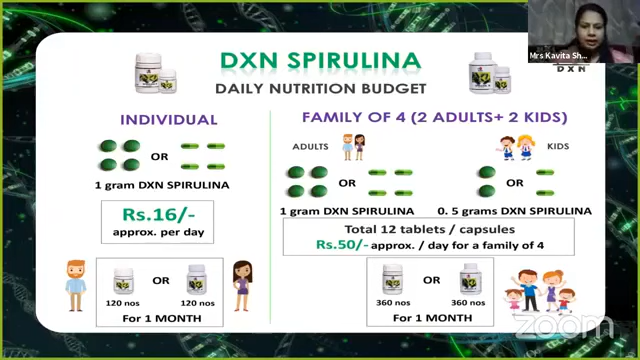 DXN SPIRULINA
DAILY NUTRITION BUDGET
Mrs Kavita Sh...
DXN
INDIVIDUAL
OR
1 gram DXN SPIRULINA
Rs.16/-
approx. per day
OR
120 nos
120 nos
For 1 MONTH
FAMILY OF 4 (2 ADULTS+ 2 KIDS)
ADULTS
KIDS
OR
OR
1 gram DXN SPIRULINA
0. 5 grams DXN SPIRULINA
Total 12 tablets / capsules
Rs.50/- approx. / day for a family of 4
OR
360 nos
360 nos
For 1 MONTH
zoom